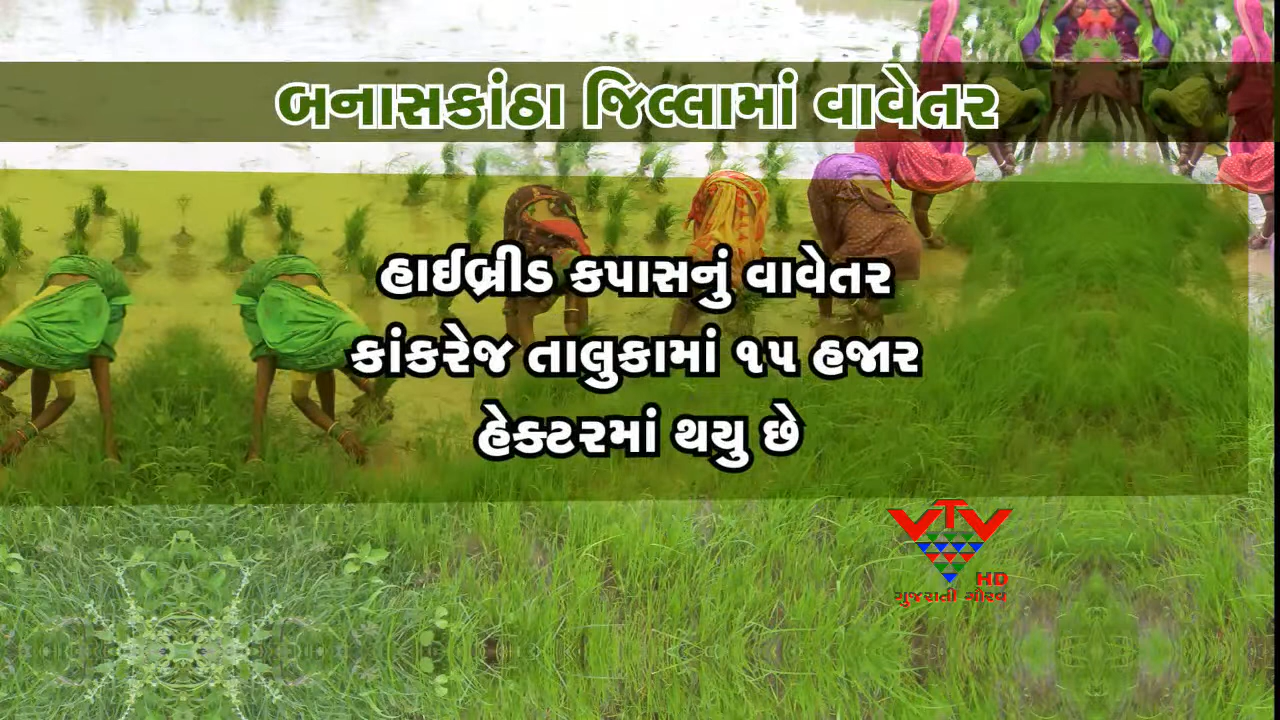 બનાસકાંઠા જિલ્લામાં વાવેતર
હાઈબ્રીડ કપાસનું વાવેતર
કાંકરેજ તાલુકામાં ૧૫ હજાર
હેક્ટરમાં થયુ છે
VTV
HD
ગુજરાતી ગૌરવ